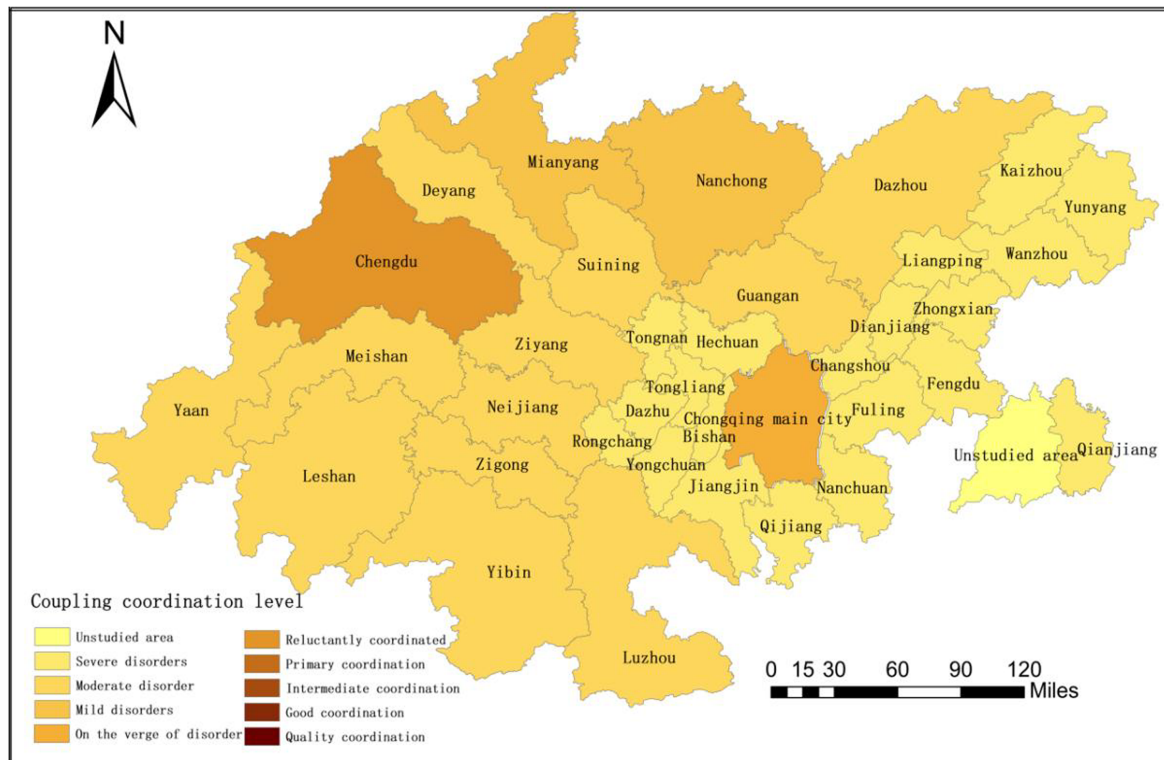 N
Mianyang
Nanchong
Dazhou
Kaizhou
Deyang
Yunyang
Chengdu
Suining
Liangping
Wanzhou
Guangan
Zhongxian
Dianjiang
Tongnan
Hechuan
Meishan
Ziyang
Changshou
Fengdu
Tongliang
Yaan
Neijiang
Dazhu
Chongqing main city
Fuling
Rongchang
Bishan
Unstudied area
Qianjiang
Leshan
Zigong
Yongchuan
Jiangjin
Nanchuan
Qijiang
Yibin
Luzhou
Coupling coordination level
Unstudied area
Severe disorders
Moderate disorder
Mild disorders
On the verge of disorder
Reluctantly coordinated
Primary coordination
Intermediate coordination
Good coordination
Quality coordination
0 15 30 60 90 120
Miles